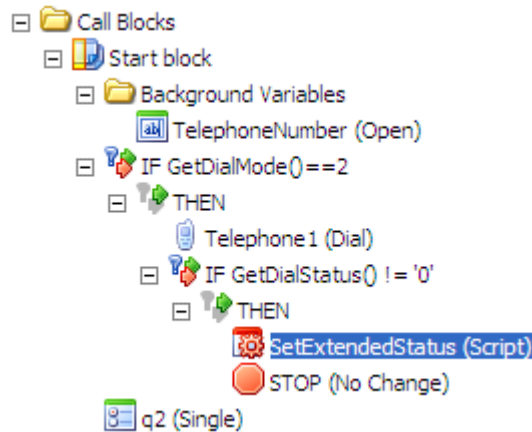 Call Blocks
Start block
Background Variables
TelephoneNumber (Open)
IF GetDialMode()==2
THEN
Telephone1 (Dial)
IF GetDialStatus() != '0'
THEN
SetExtendedStatus (Script)
STOP (No Change)
q2 (Single)